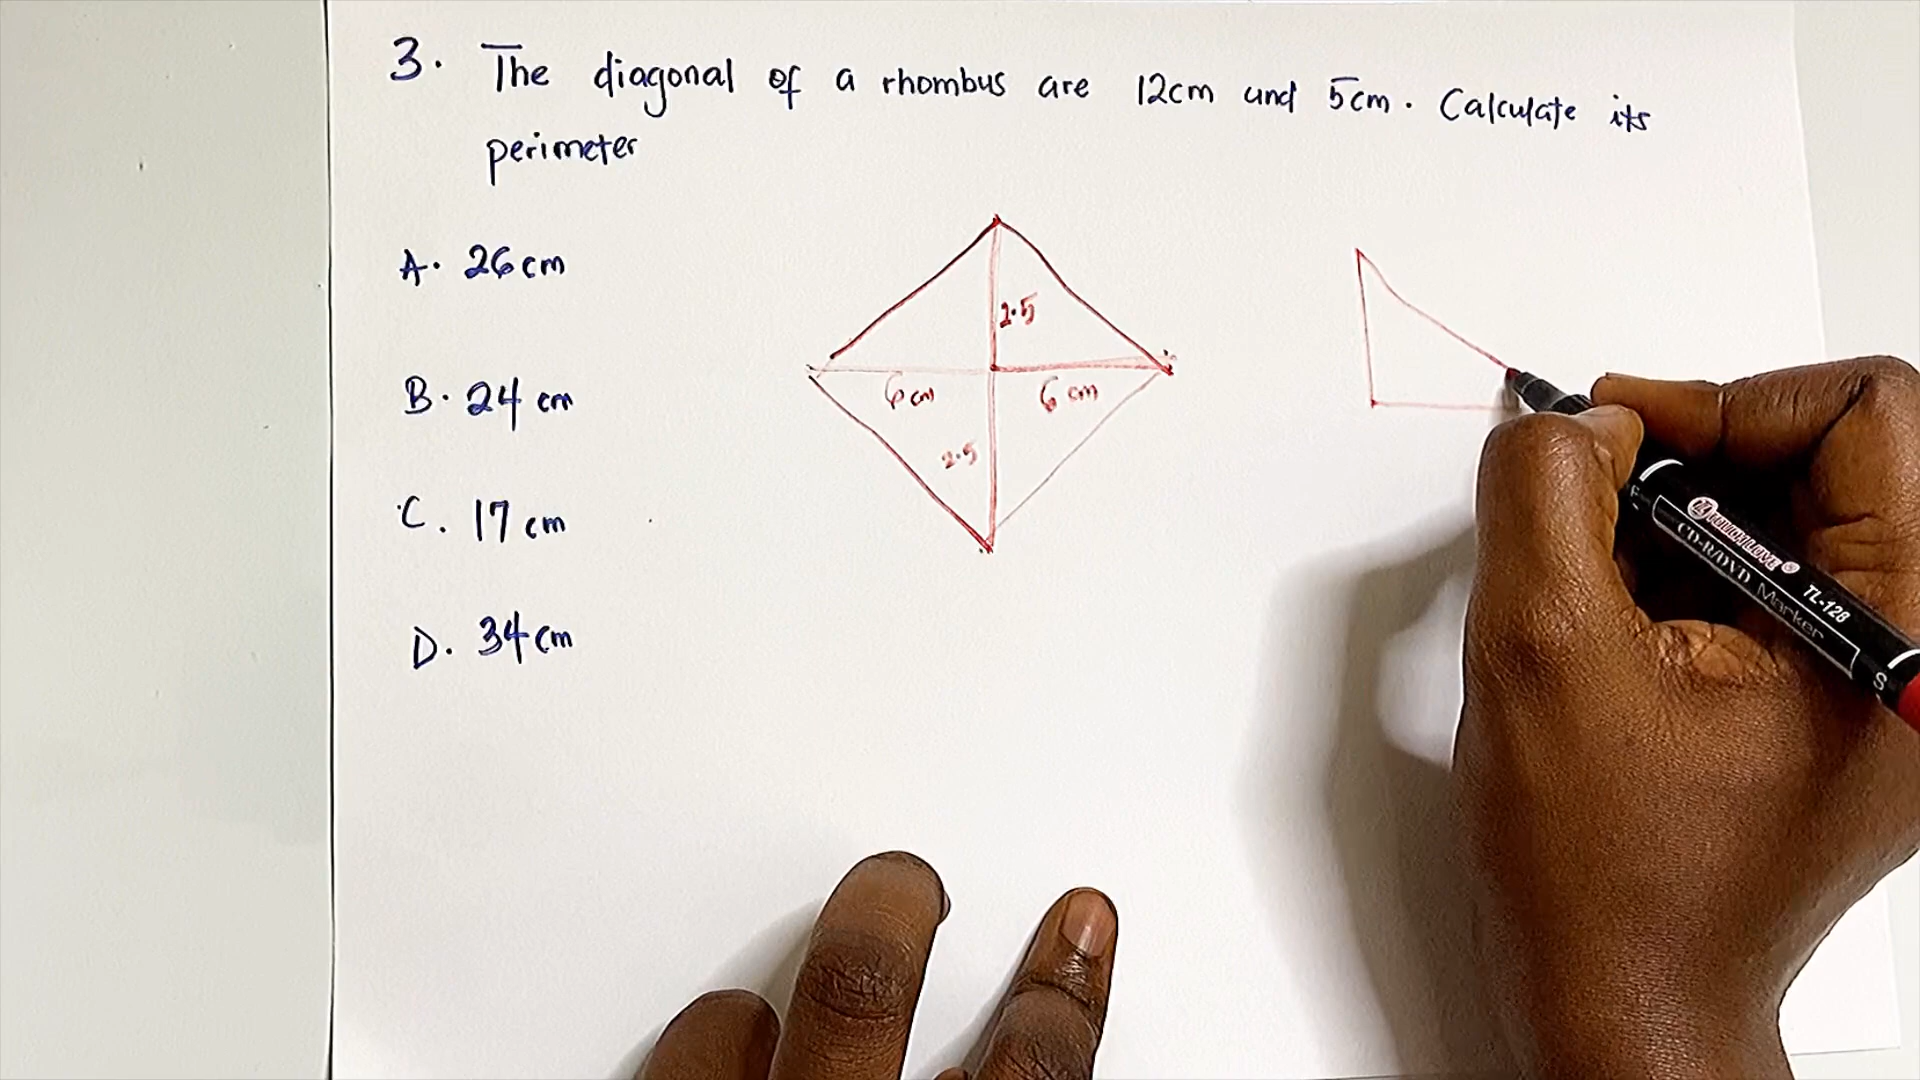 3. The diagonal of a rhombus are 12cm and 5cm. Calculate its
perimeter
A. 26cm
B. 24 cm
C. 17 cm
D. 34cm
2.5
6cm
6 cm
2.5
TOUCHLOVE
CD-R/DVD Marker TL-128
F
S